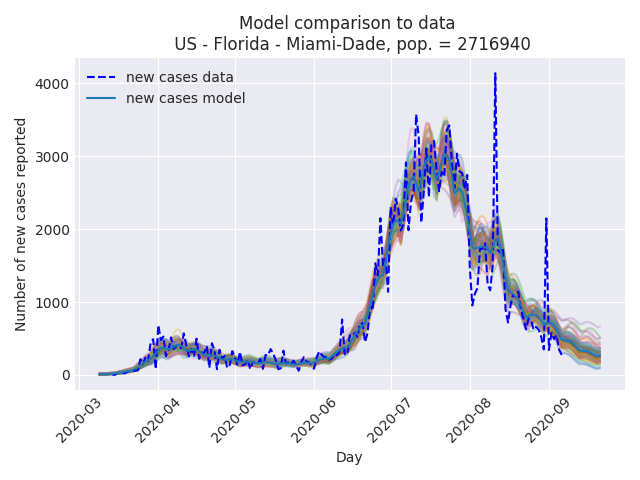 Model comparison to data
US - Florida - Miami-Dade, pop. = 2716940
new cases data
new cases model
Number of new cases reported
4000
3000
2000
1000
0
2020-03
2020-04
2020-05
2020-06
2020-07
2020-08
2020-09
Day